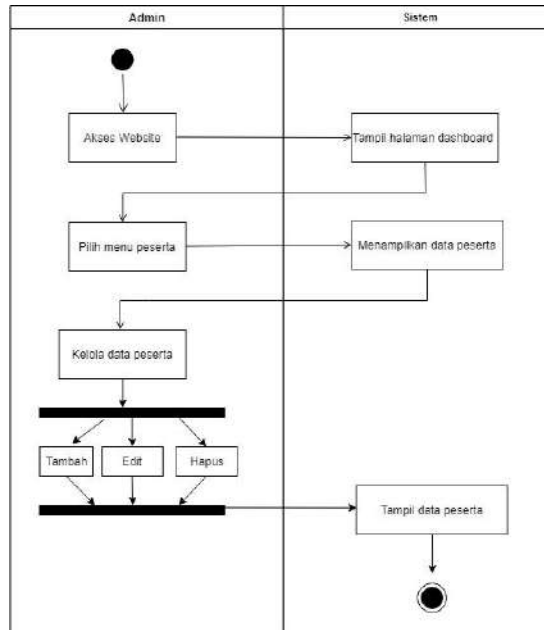 Admin
Sistem
Akses Website
Tampil halaman dashboard
Pilih menu peserta
Menampilkan data peserta
Kelola data peserta
Tambah
Edit
Hapus
Tampil data peserta